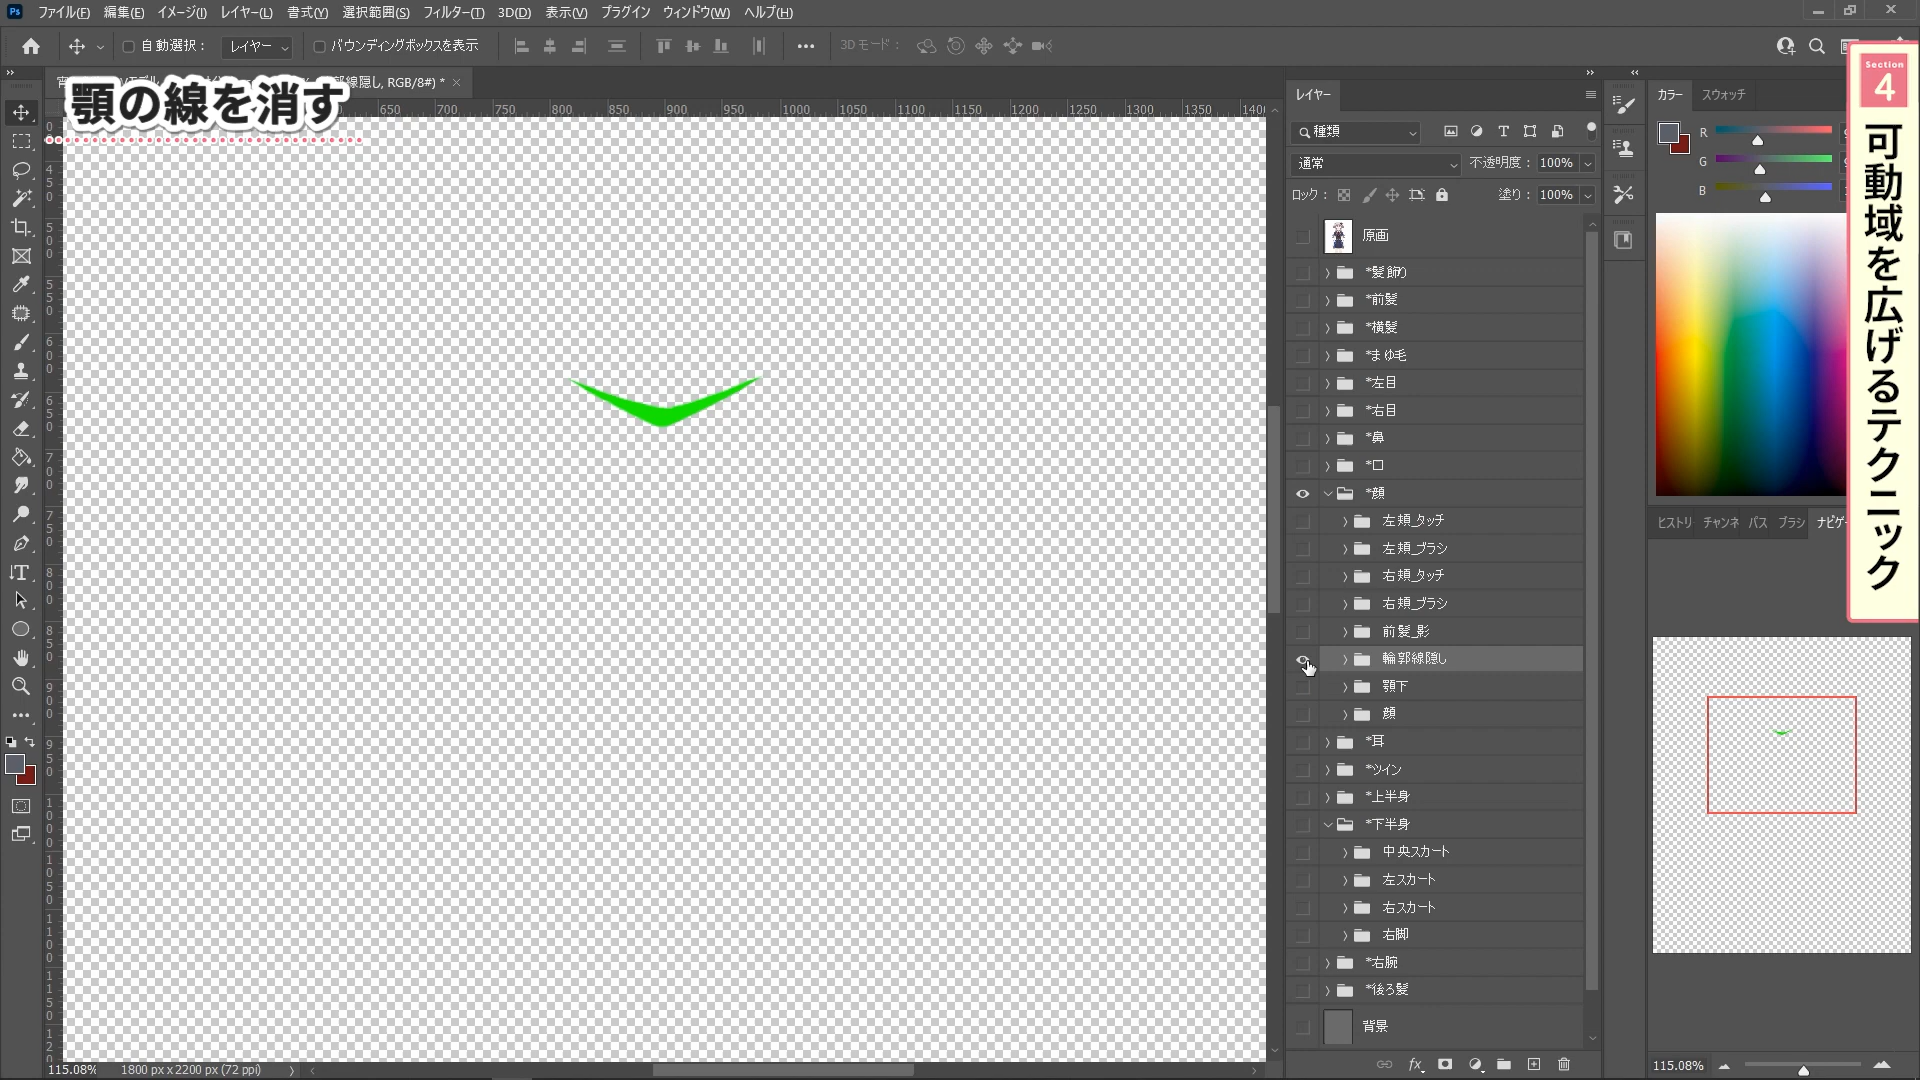 Ps ファイル(F) 編集(E) イメージ(I) レイヤー(L) 書式(Y) 選択範囲(S) フィルター(T) 3D(D) 表示(V) プラグイン ウィンドウ(W) ヘルプ(H)
自動選択： レイヤー バウンディングボックスを表示 3D モード：
郭線隠し, RGB/8#) * ×
顎の線を消す
650 700 750 800 850 900 950 1000 1050 1100 1150 1200 1250 1300 1350
レイヤー
種類
通常 不透明度： 100%
ロック： 塗り： 100%
原画
*髪飾り
*前髪
*横髪
*まゆ毛
*左目
*右目
*鼻
*口
*顔
左頬_タッチ
左頬_ブラシ
右頬_タッチ
右頬_ブラシ
前髪_影
輪郭線隠し
顎下
顔
*耳
*ツイン
*上半身
*下半身
中央スカート
左スカート
右スカート
右脚
*右腕
*後ろ髪
背景
fx
カラー スウォッチ
R
G
B
ヒストリ チャンネ パス ブラシ ナビゲ
115.08%
Section
4
可動域を広げるテクニック
115.08% 1800 px x 2200 px (72 ppi)